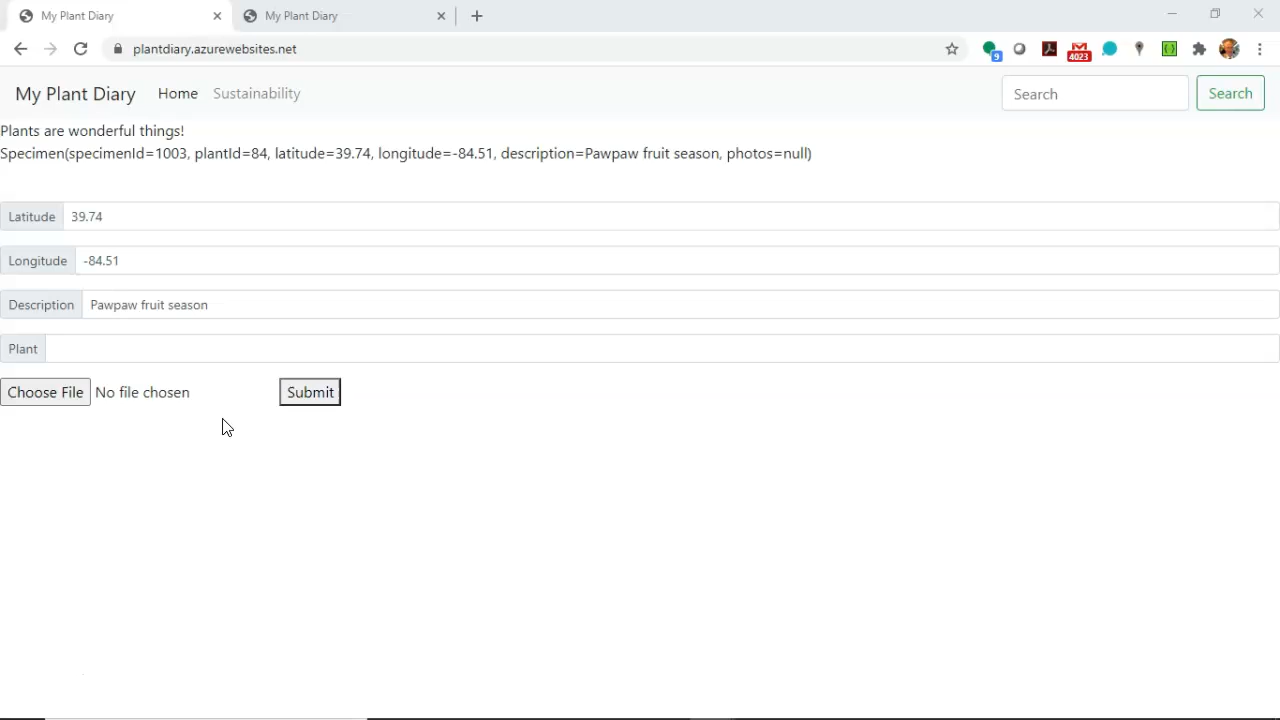 My Plant Diary
My Plant Diary
plantdiary.azurewebsites.net
9
4023
My Plant Diary Home Sustainability Search Search
Plants are wonderful things!
Specimen(specimenId=1003, plantId=84, latitude=39.74, longitude=-84.51, description=Pawpaw fruit season, photos=null)
Latitude 39.74
Longitude -84.51
Description Pawpaw fruit season
Plant
Choose File No file chosen Submit